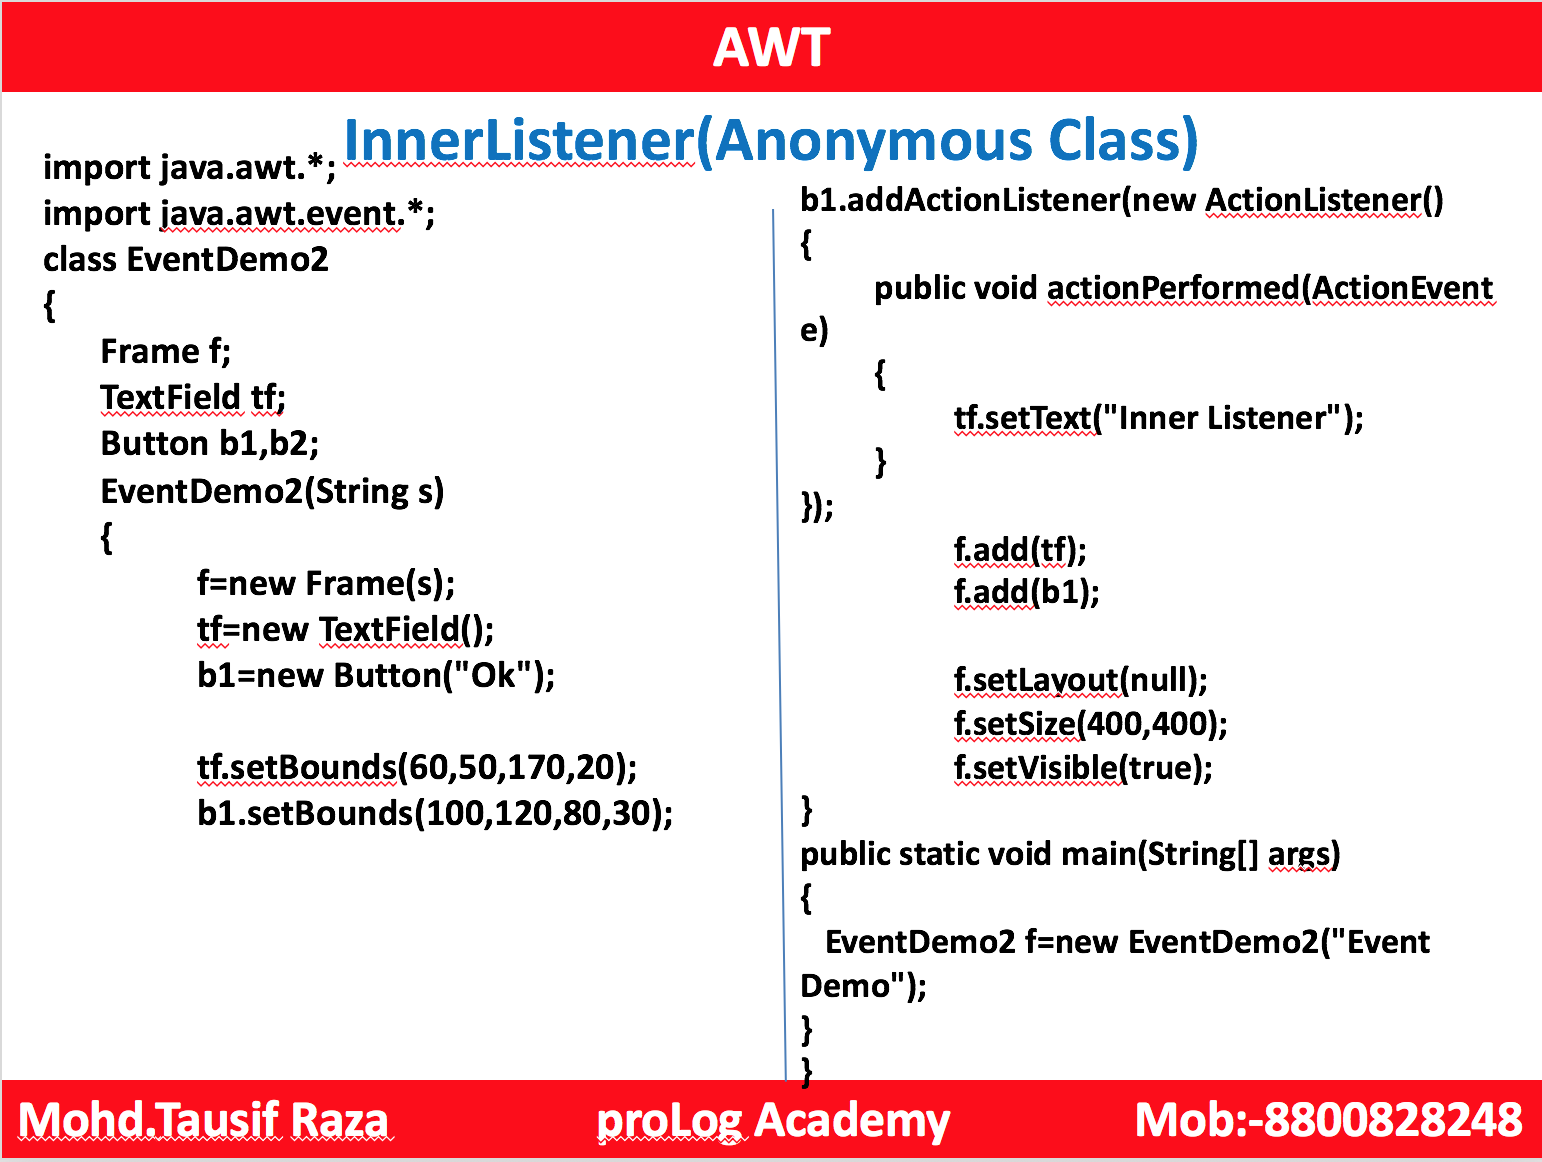 AWT
InnerListener(Anonymous Class)
import java.awt.*;
import java.awt.event.*;
class EventDemo2
{
Frame f;
TextField tf;
Button b1,b2;
EventDemo2(String s)
{
f=new Frame(s);
tf=new TextField();
b1=new Button("Ok");
tf.setBounds(60,50,170,20);
b1.setBounds(100,120,80,30);
b1.addActionListener(new ActionListener()
{
public void actionPerformed(ActionEvent
e)
{
tf.setText("Inner Listener");
}
});
f.add(tf);
f.add(b1);
f.setLayout(null);
f.setSize(400,400);
f.setVisible(true);
}
public static void main(String[] args)
{
EventDemo2 f=new EventDemo2("Event
Demo");
}
}
Mohd.Tausif Raza proLog Academy Mob:-8800828248